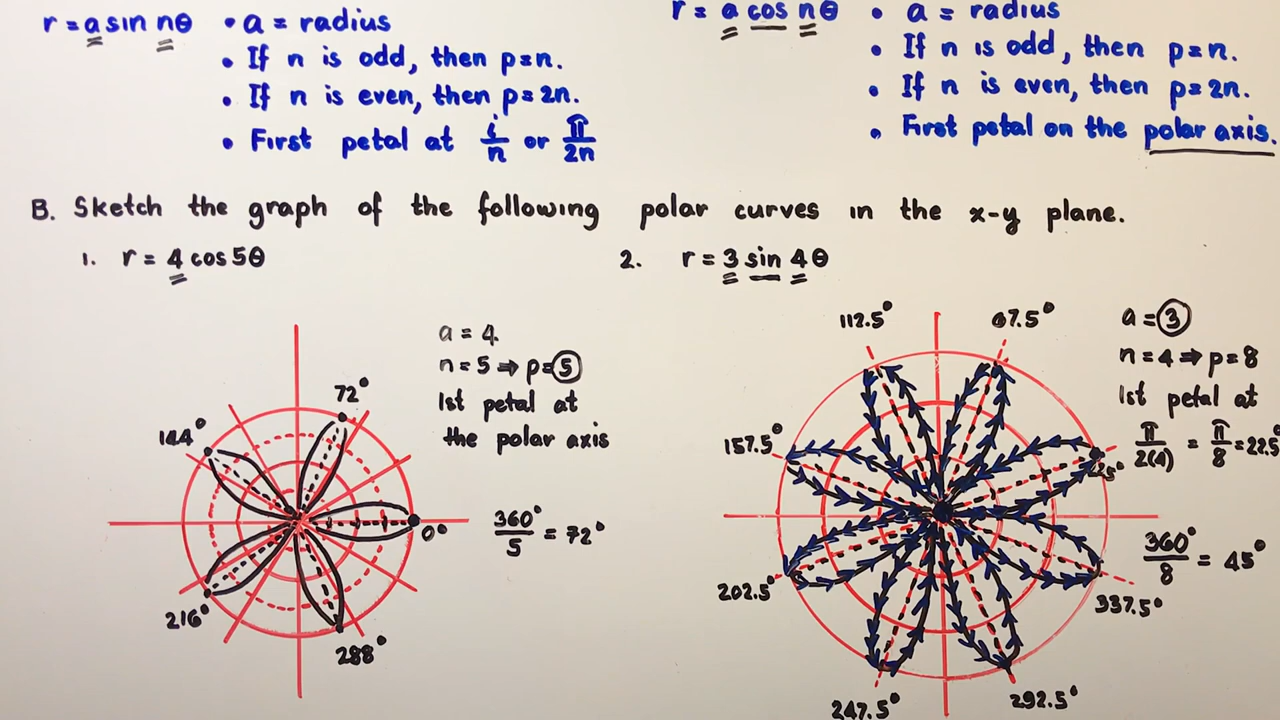 r = a sin nθ • a = radius
• If n is odd, then p=n.
• If n is even, then p=2n.
• First petal at i/n or π/2n
r = a cos nθ • a = radius
• If n is odd, then p=n.
• If n is even, then p=2n.
• First petal on the polar axis.
B. Sketch the graph of the following polar curves in the x-y plane.
1. r = 4 cos 5θ
a = 4
n = 5 ⇒ p=5
1st petal at
the polar axis
360°/5 = 72°
72°
144°
0°
216°
288°
2. r = 3 sin 4θ
a = 3
n = 4 ⇒ p = 8
1st petal at
π/2(4) = π/8 = 22.5°
360°/8 = 45°
112.5°
67.5°
157.5°
202.5°
337.5°
247.5°
292.5°